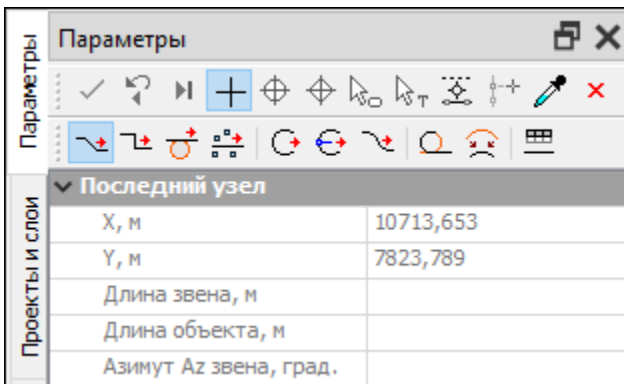 Параметры
Параметры
Проекты и слои
Последний узел
X, м 10713,653
Y, м 7823,789
Длина звена, м
Длина объекта, м
Азимут Az звена, град.